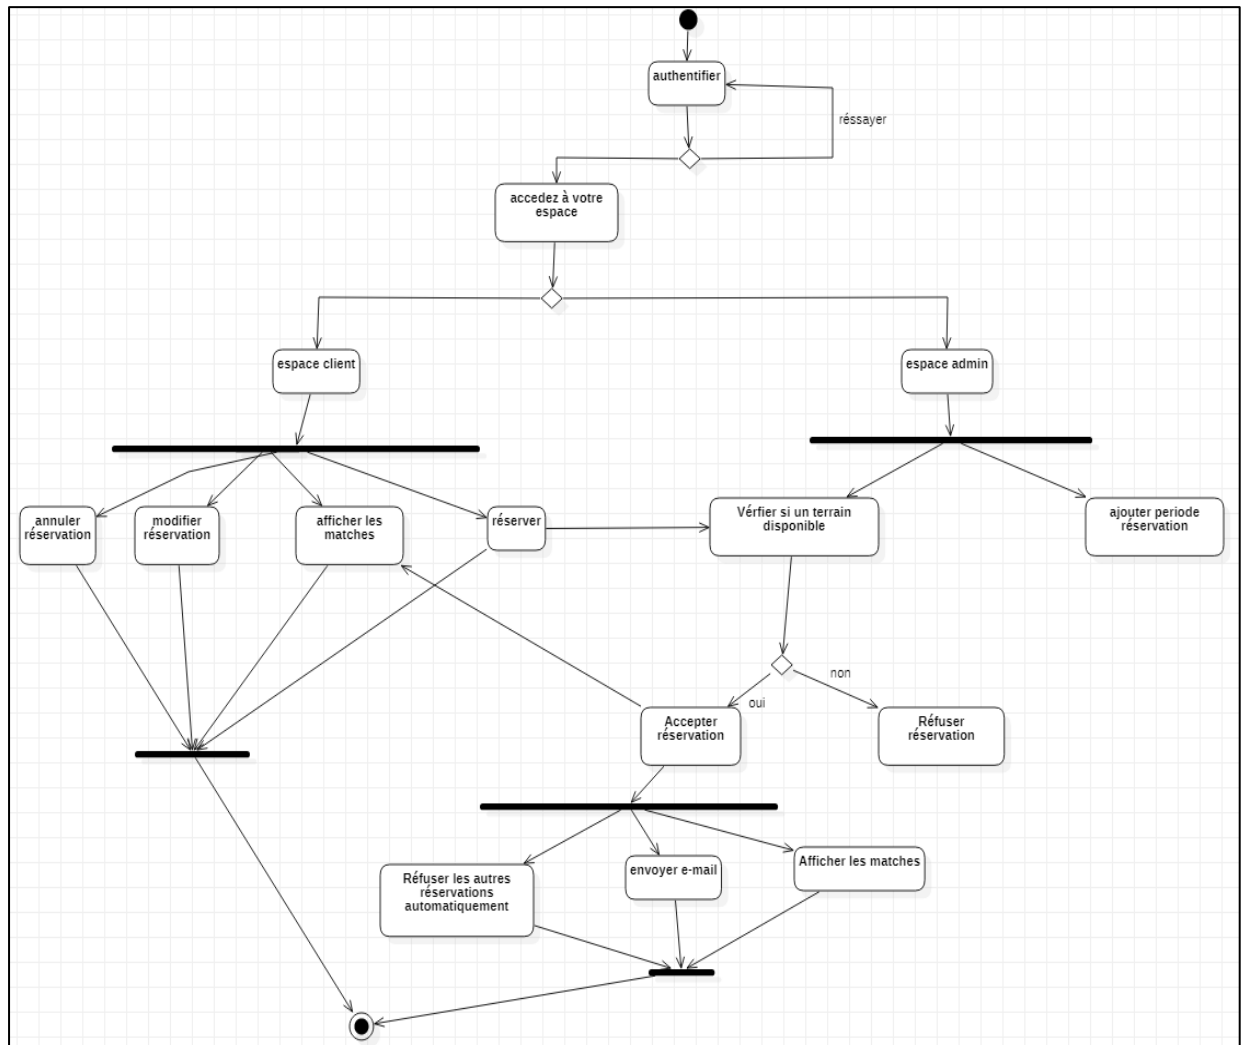 authentifier
réssayer
accedez à votre
espace
espace client
espace admin
annuler
réservation
modifier
réservation
afficher les
matches
réserver
Vérfier si un terrain
disponible
ajouter periode
réservation
non
oui
Accepter
réservation
Réfuser
réservation
Réfuser les autres
réservations
automatiquement
envoyer e-mail
Afficher les matches